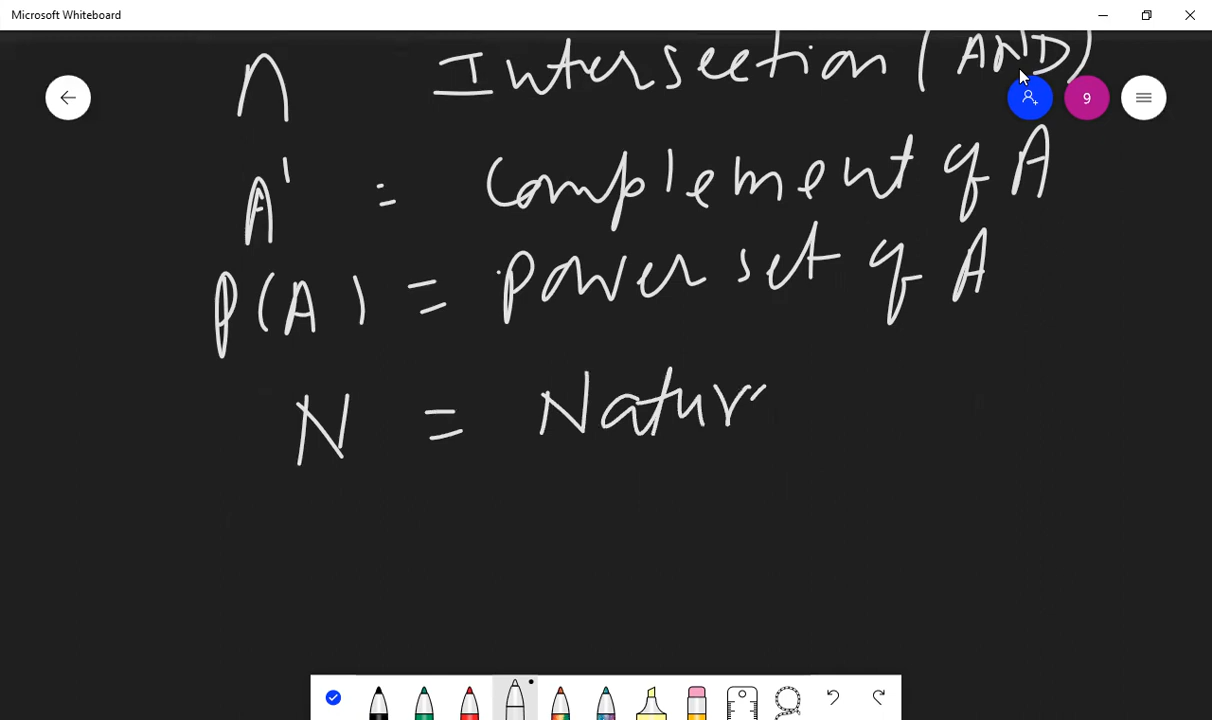 Microsoft Whiteboard
∩ Intersection (AND)
9
A' = Complement of A
P(A) = Power set of A
N = Natur